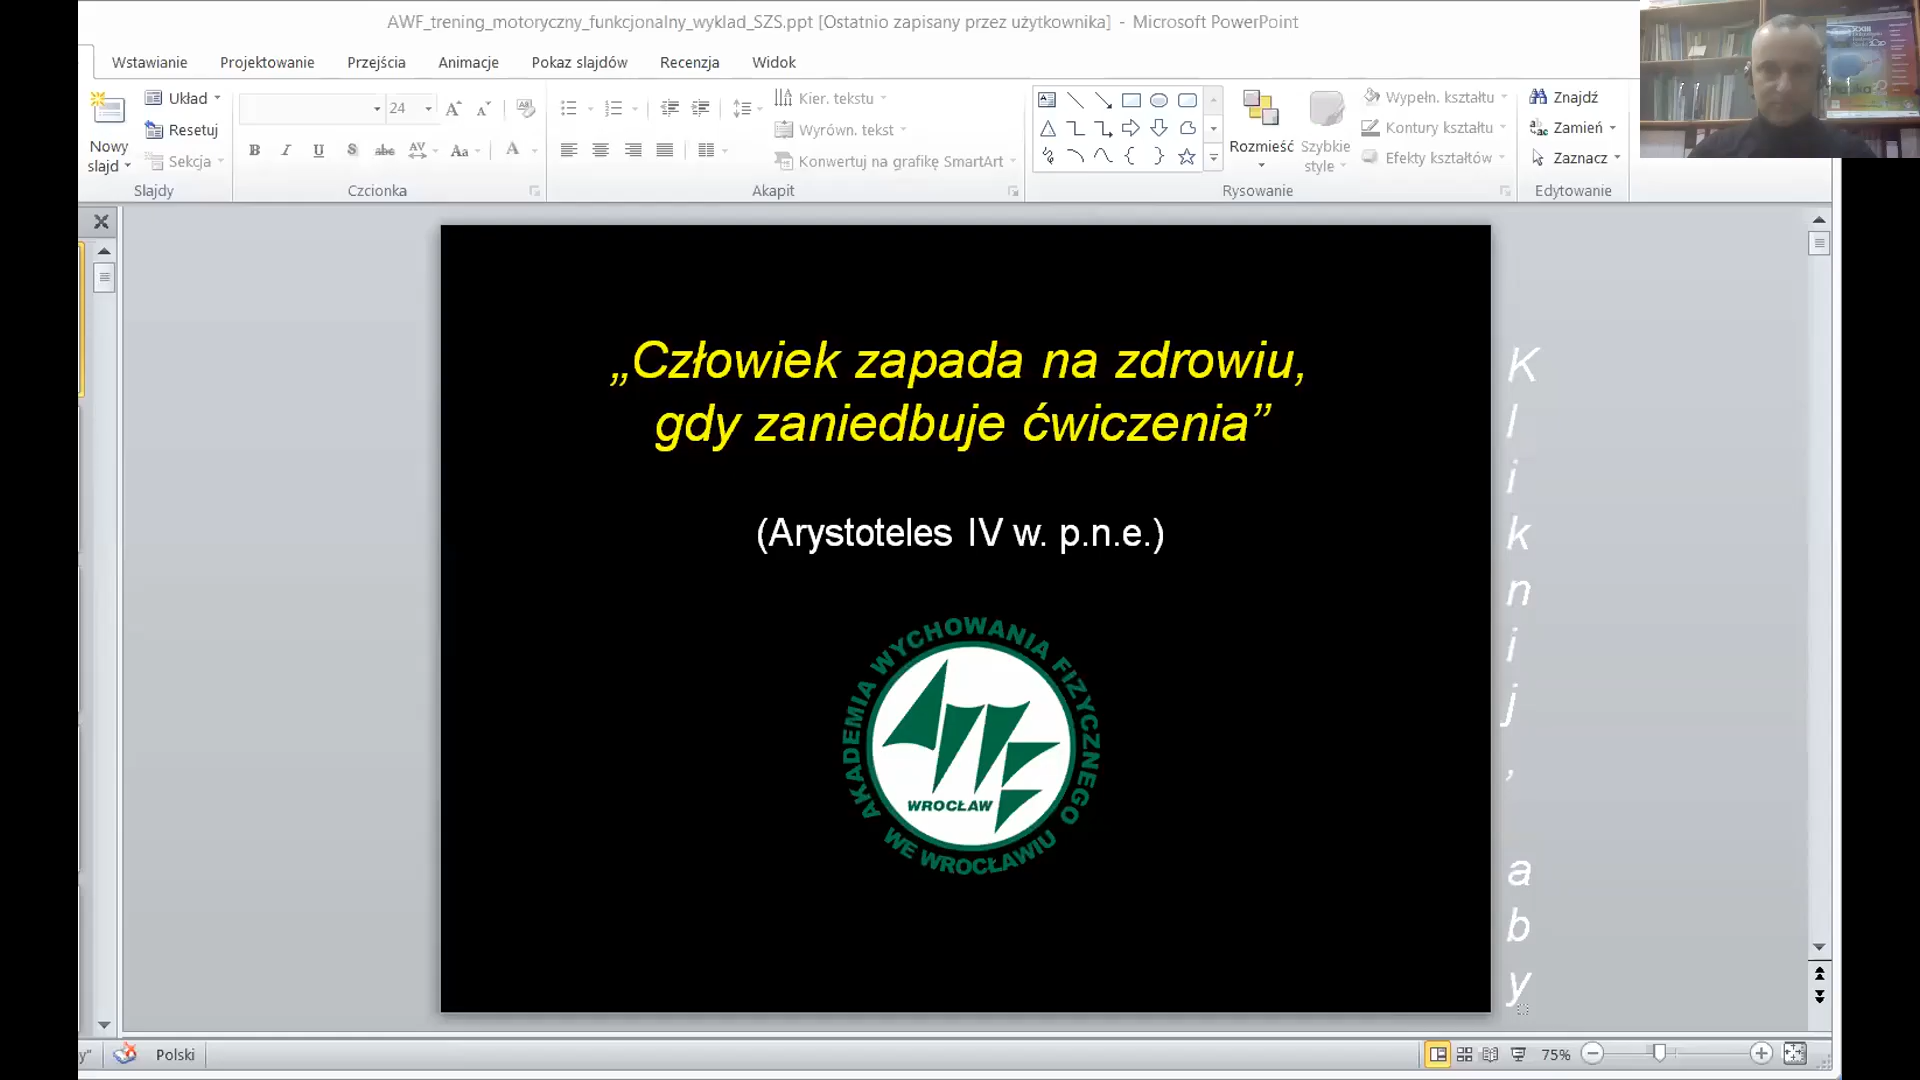 AWF_trening_motoryczny_funkcjonalny_wyklad_SZS.ppt [Ostatnio zapisany przez użytkownika] - Microsoft PowerPoint
Wstawianie Projektowanie Przejścia Animacje Pokaz slajdów Recenzja Widok
Nowy slajd
Układ
Resetuj
Sekcja
Slajdy
24
B I U S abc AV Aa A
Czcionka
Kier. tekstu
Wyrówn. tekst
Konwertuj na grafikę SmartArt
Akapit
Rozmieść
Szybkie style
Wypełn. kształtu
Kontury kształtu
Efekty kształtów
Rysowanie
Znajdź
Zamień
Zaznacz
Edytowanie
„Człowiek zapada na zdrowiu,
gdy zaniedbuje ćwiczenia”
(Arystoteles IV w. p.n.e.)
AKADEMIA WYCHOWANIA FIZYCZNEGO
WROCŁAW
WE WROCŁAWIU
K
l
i
k
n
i
j
,
a
b
y
Polski
75%